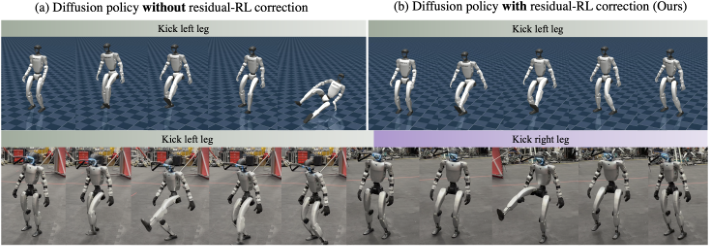 (a) Diffusion policy without residual-RL correction
(b) Diffusion policy with residual-RL correction (Ours)
Kick left leg
Kick left leg
Kick left leg
Kick right leg